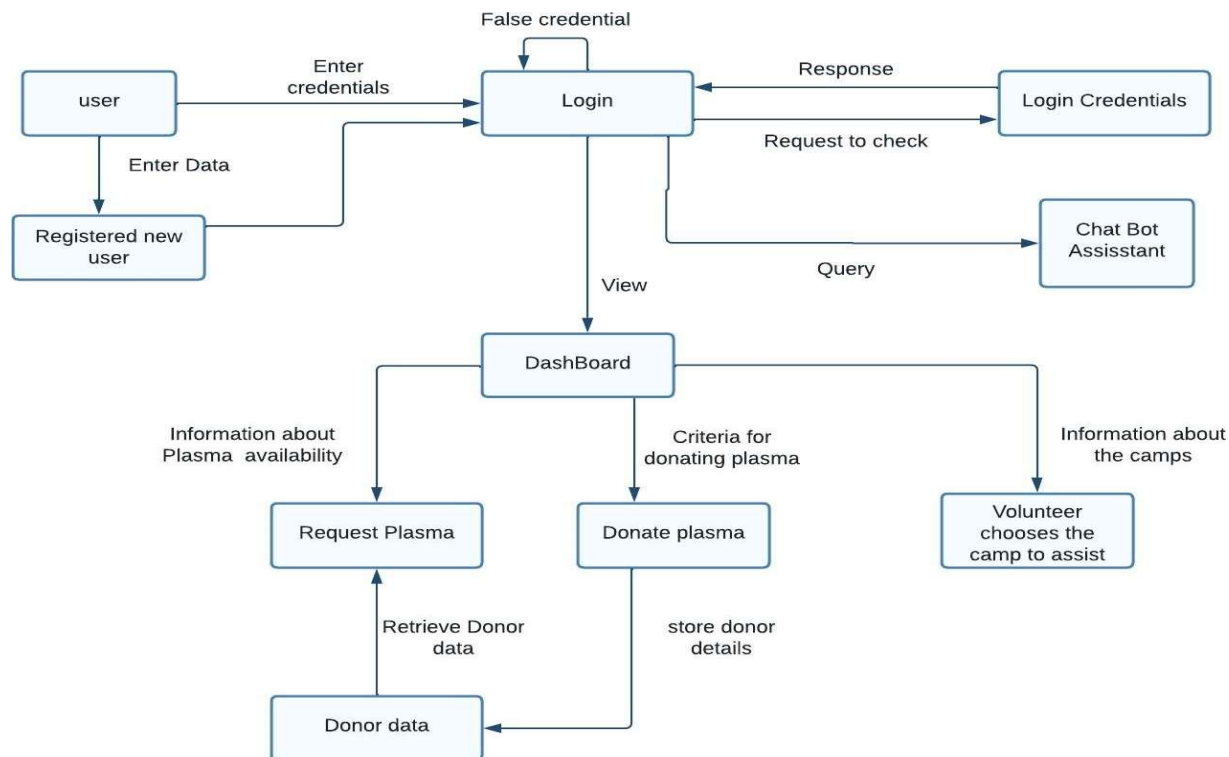 False credential
Enter
credentials
Response
user
Login
Login Credentials
Request to check
Enter Data
Registered new
user
Chat Bot
Assisstant
Query
View
DashBoard
Information about
Plasma availability
Criteria for
donating plasma
Information about
the camps
Request Plasma
Donate plasma
Volunteer
chooses the
camp to assist
Retrieve Donor
data
store donor
details
Donor data